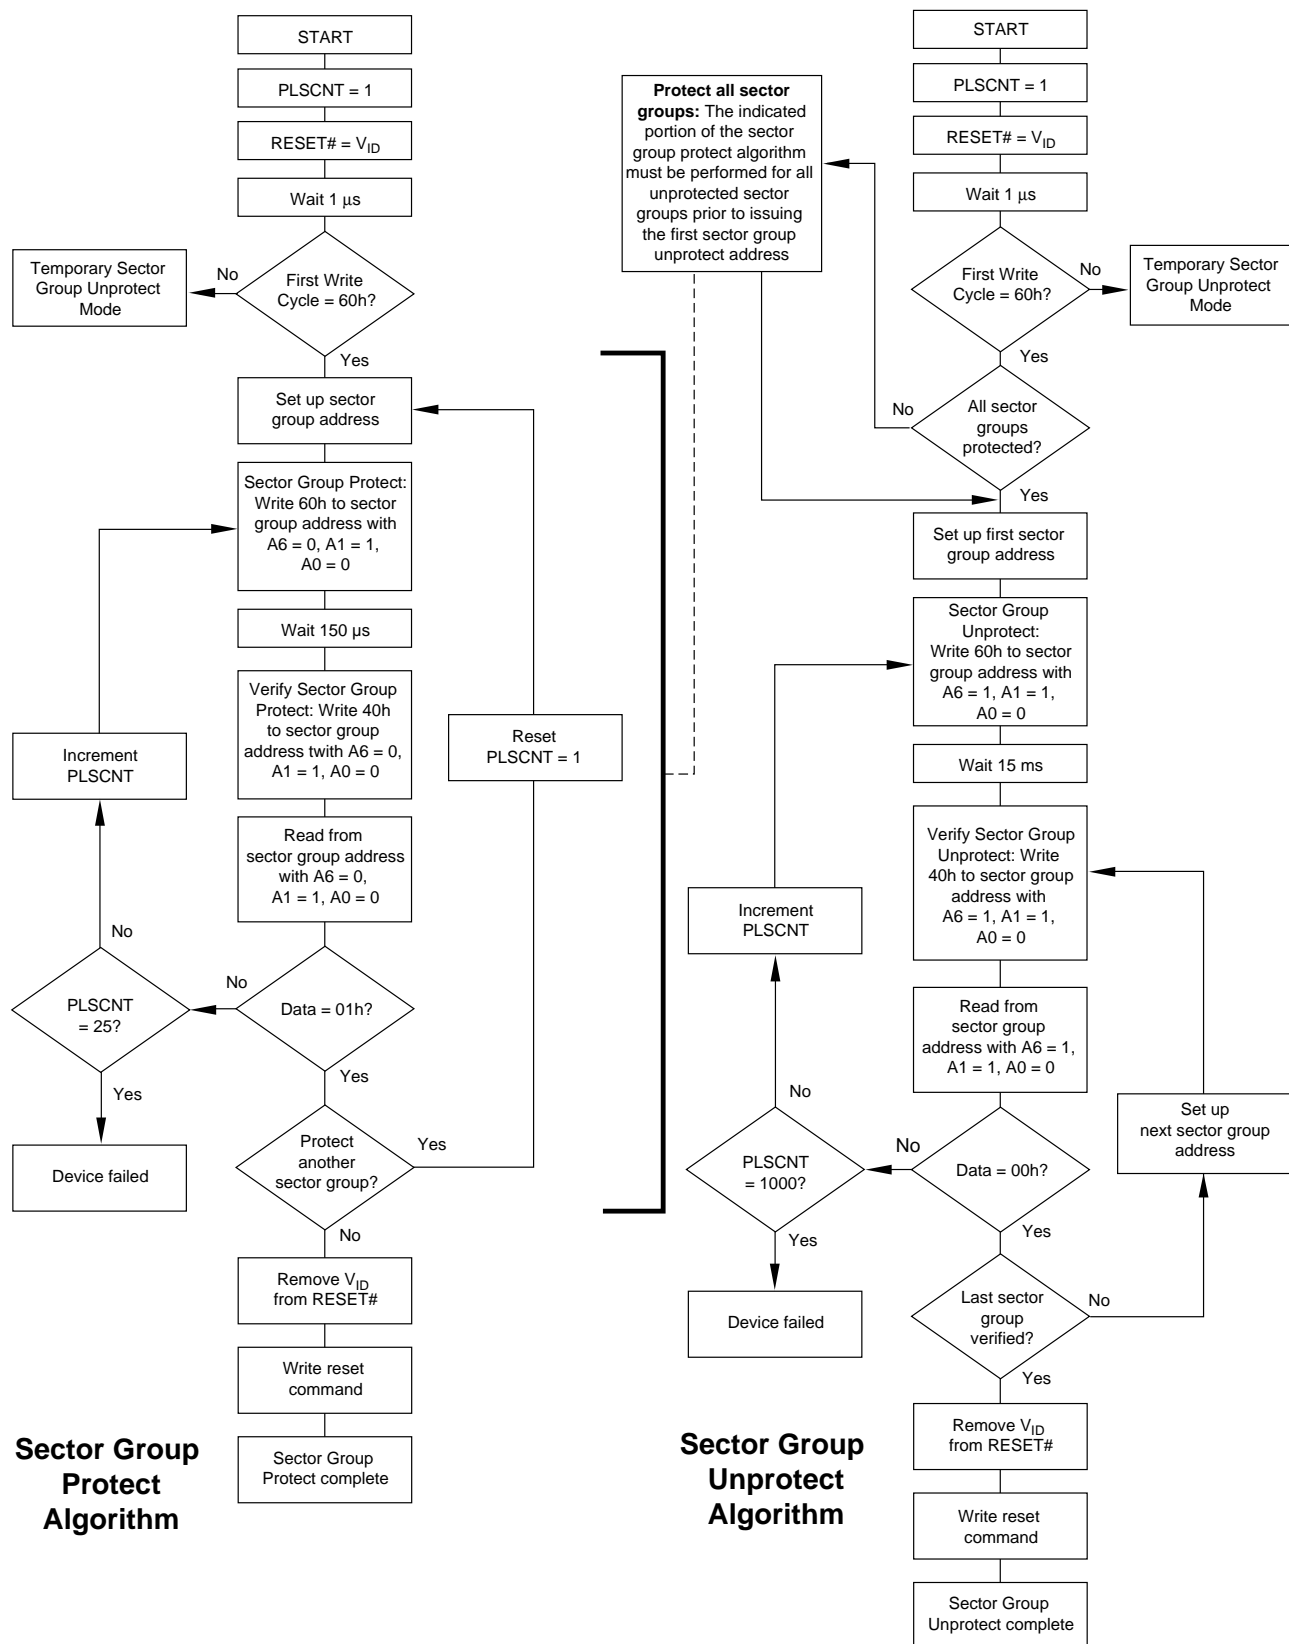 START
PLSCNT = 1
RESET# = VID
Wait 1 μs
First Write
Cycle = 60h?
No
Temporary Sector
Group Unprotect
Mode
Yes
Set up sector
group address
Sector Group Protect:
Write 60h to sector
group address with
A6 = 0, A1 = 1,
A0 = 0
Wait 150 µs
Verify Sector Group
Protect: Write 40h
to sector group
address twith A6 = 0,
A1 = 1, A0 = 0
Increment
PLSCNT
Reset
PLSCNT = 1
Read from
sector group address
with A6 = 0,
A1 = 1, A0 = 0
No
No
PLSCNT
= 25?
Data = 01h?
Yes
Yes
Device failed
Protect
another
sector group?
Yes
No
Remove VID
from RESET#
Write reset
command
Sector Group
Protect complete
Sector Group
Protect
Algorithm
Protect all sector
groups: The indicated
portion of the sector
group protect algorithm
must be performed for all
unprotected sector
groups prior to issuing
the first sector group
unprotect address
START
PLSCNT = 1
RESET# = VID
Wait 1 μs
First Write
Cycle = 60h?
No
Temporary Sector
Group Unprotect
Mode
Yes
No
All sector
groups
protected?
Yes
Set up first sector
group address
Sector Group
Unprotect:
Write 60h to sector
group address with
A6 = 1, A1 = 1,
A0 = 0
Wait 15 ms
Verify Sector Group
Unprotect: Write
40h to sector group
address with
A6 = 1, A1 = 1,
A0 = 0
Increment
PLSCNT
Read from
sector group
address with A6 = 1,
A1 = 1, A0 = 0
No
No
PLSCNT
= 1000?
Data = 00h?
Set up
next sector group
address
Yes
Yes
Device failed
Last sector
group
verified?
No
Yes
Remove VID
from RESET#
Write reset
command
Sector Group
Unprotect complete
Sector Group
Unprotect
Algorithm